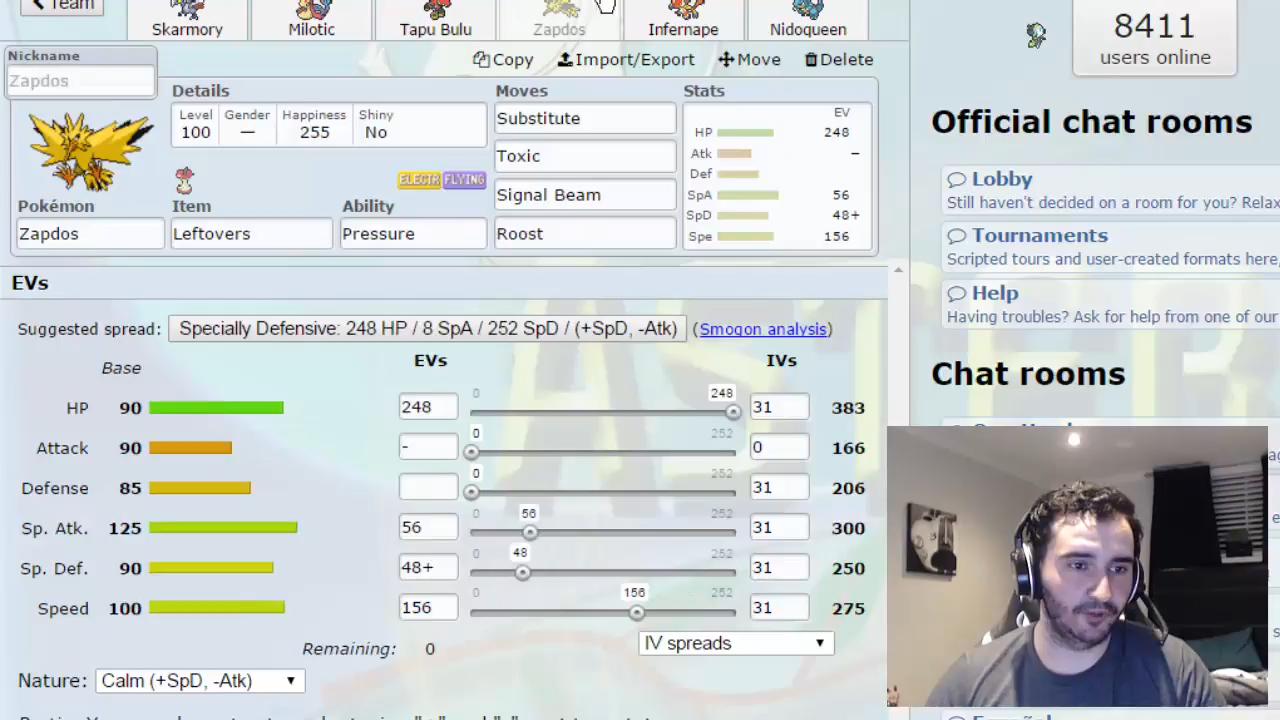 Team
Skarmory Milotic Tapu Bulu Zapdos Infernape Nidoqueen
Nickname
Zapdos
Copy Import/Export Move Delete
Details
Level Gender Happiness Shiny
100 — 255 No
ELECTR FLYING
Pokémon Item Ability
Zapdos Leftovers Pressure
Moves
Substitute
Toxic
Signal Beam
Roost
Stats
EV
HP 248
Atk –
Def
SpA 56
SpD 48+
Spe 156
EVs
Suggested spread: Specially Defensive: 248 HP / 8 SpA / 252 SpD / (+SpD, -Atk) (Smogon analysis)
Base EVs IVs
HP 90 248 0 248 31 383
Attack 90 - 0 252 0 166
Defense 85 0 252 31 206
Sp. Atk. 125 56 0 56 252 31 300
Sp. Def. 90 48+ 0 48 252 31 250
Speed 100 156 0 156 252 31 275
Remaining: 0
IV spreads
Nature: Calm (+SpD, -Atk)
8411
users online
Official chat rooms
Lobby
Still haven't decided on a room for you? Relax
Tournaments
Scripted tours and user-created formats here,
Help
Having troubles? Ask for help from one of our
Chat rooms